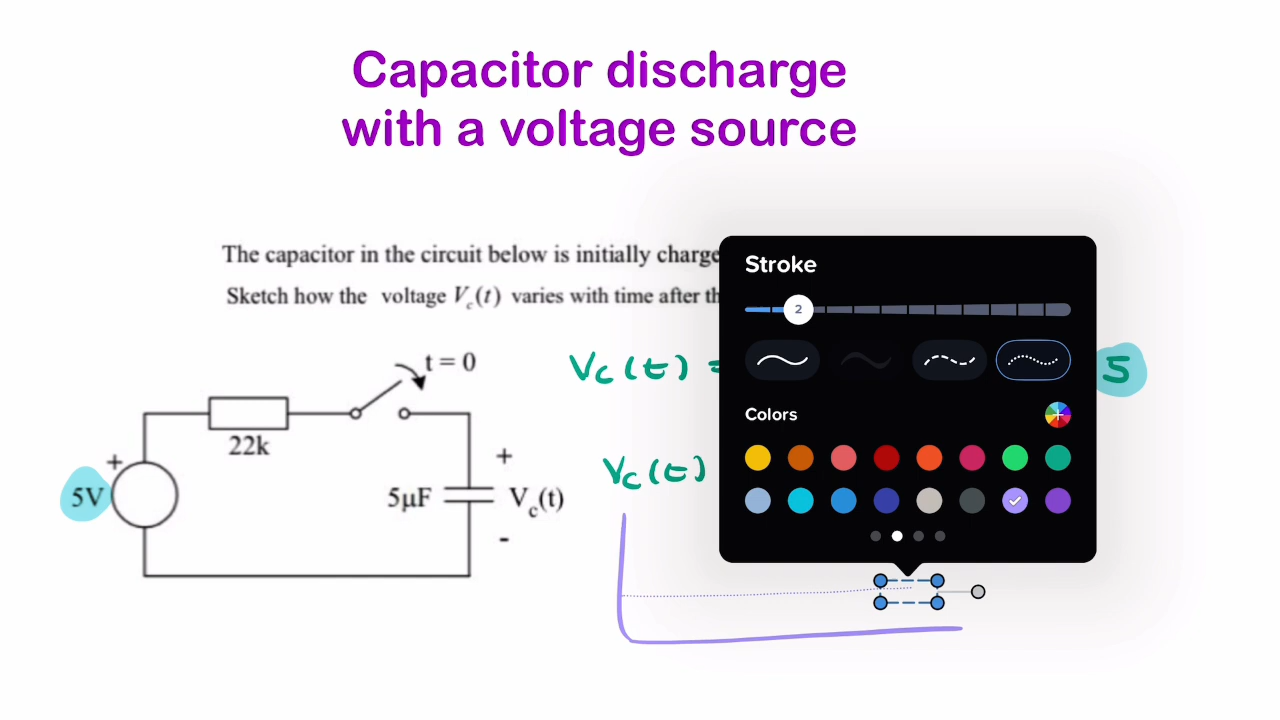 Capacitor discharge
with a voltage source
The capacitor in the circuit below is initially charge
Sketch how the voltage Vc(t) varies with time after th
Stroke
2
Vc(t) =
5
t = 0
22k
Colors
+
+
Vc(t)
5V
5μF
Vc(t)
-